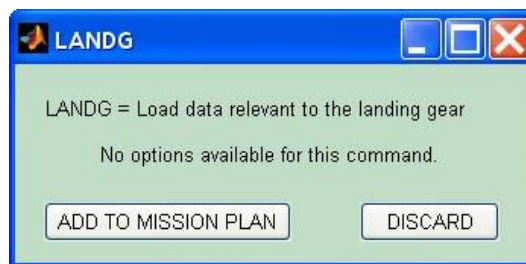 LANDG
LANDG = Load data relevant to the landing gear
No options available for this command.
ADD TO MISSION PLAN DISCARD